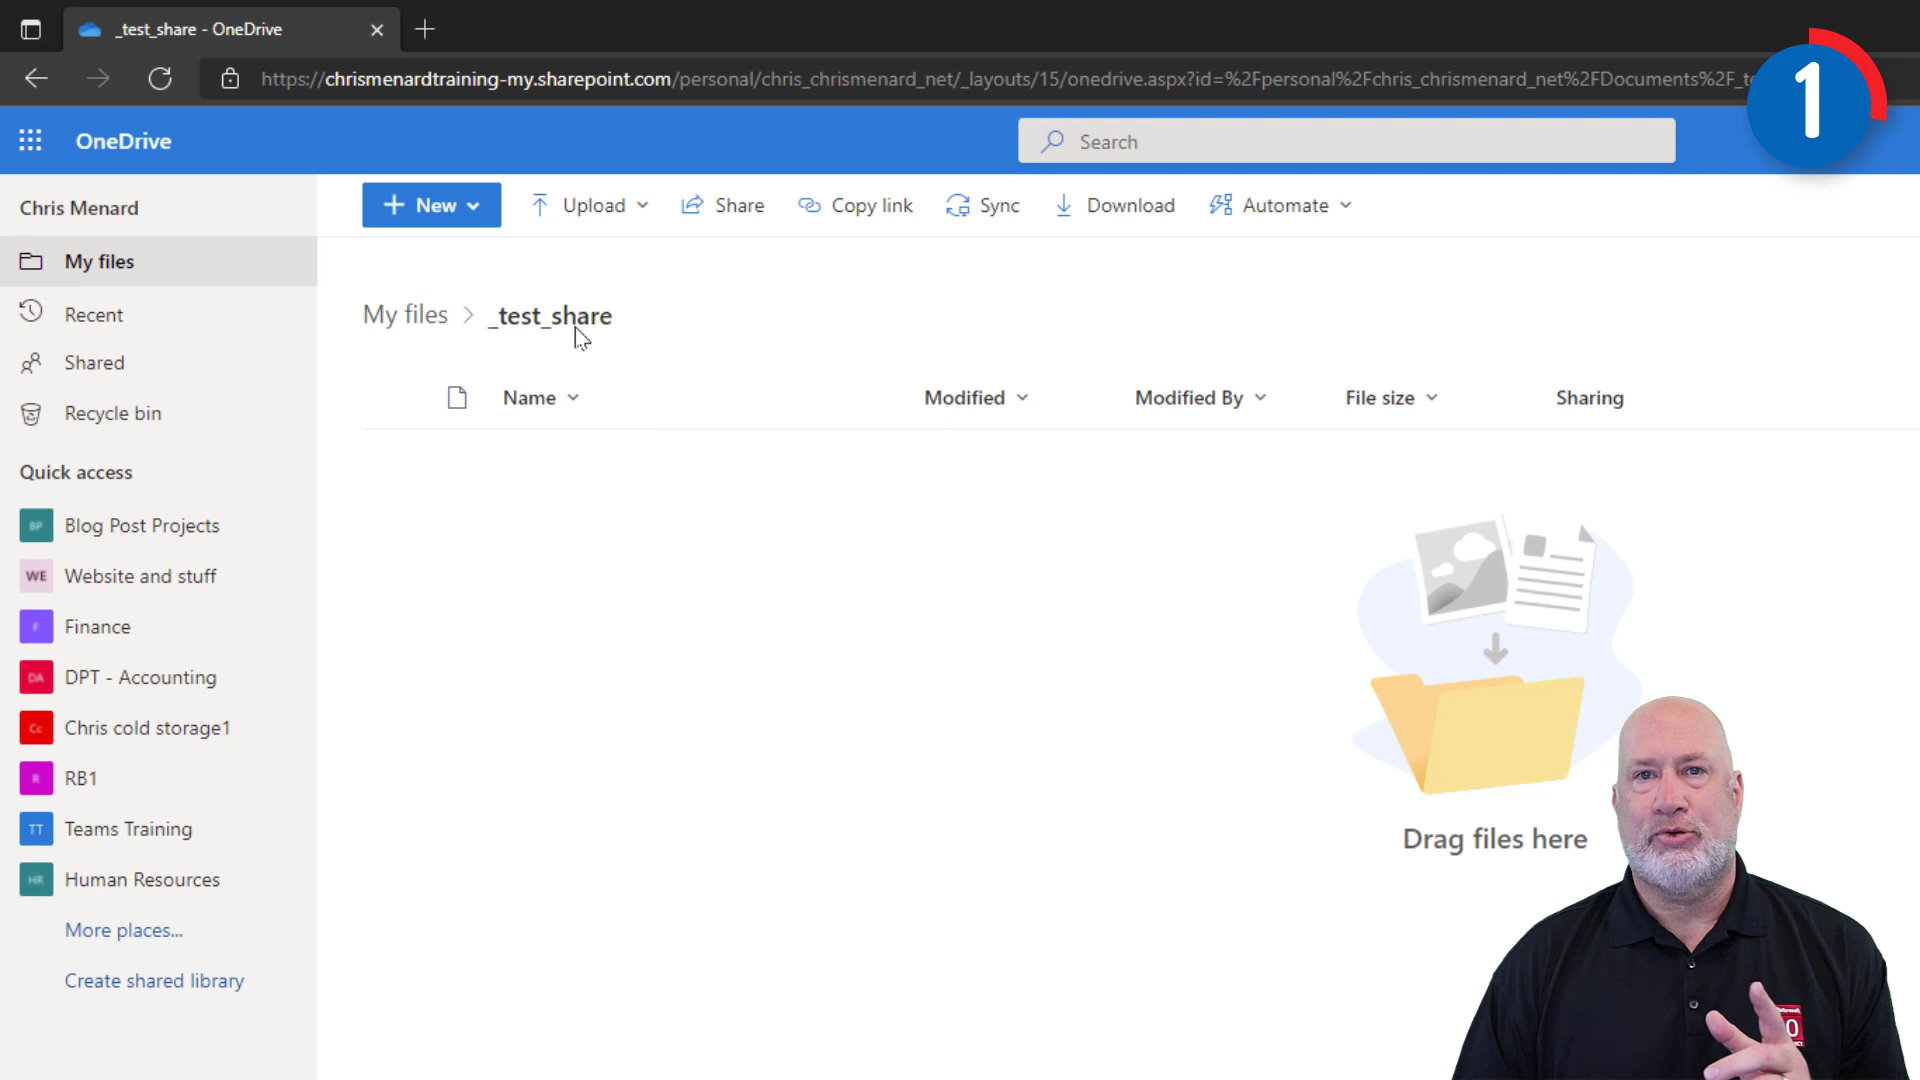 _test_share - OneDrive
https://chrismenardtraining-my.sharepoint.com/personal/chris_chrismenard_net/_layouts/15/onedrive.aspx?id=%2Fpersonal%2Fchris_chrismenard_net%2FDocuments%2F_te
1
OneDrive
Search
Chris Menard
New
Upload
Share
Copy link
Sync
Download
Automate
My files
Recent
Shared
Recycle bin
My files > _test_share
Name
Modified
Modified By
File size
Sharing
Quick access
BP Blog Post Projects
WE Website and stuff
F Finance
DA DPT - Accounting
Cc Chris cold storage1
R RB1
TT Teams Training
HR Human Resources
More places...
Create shared library
Drag files here